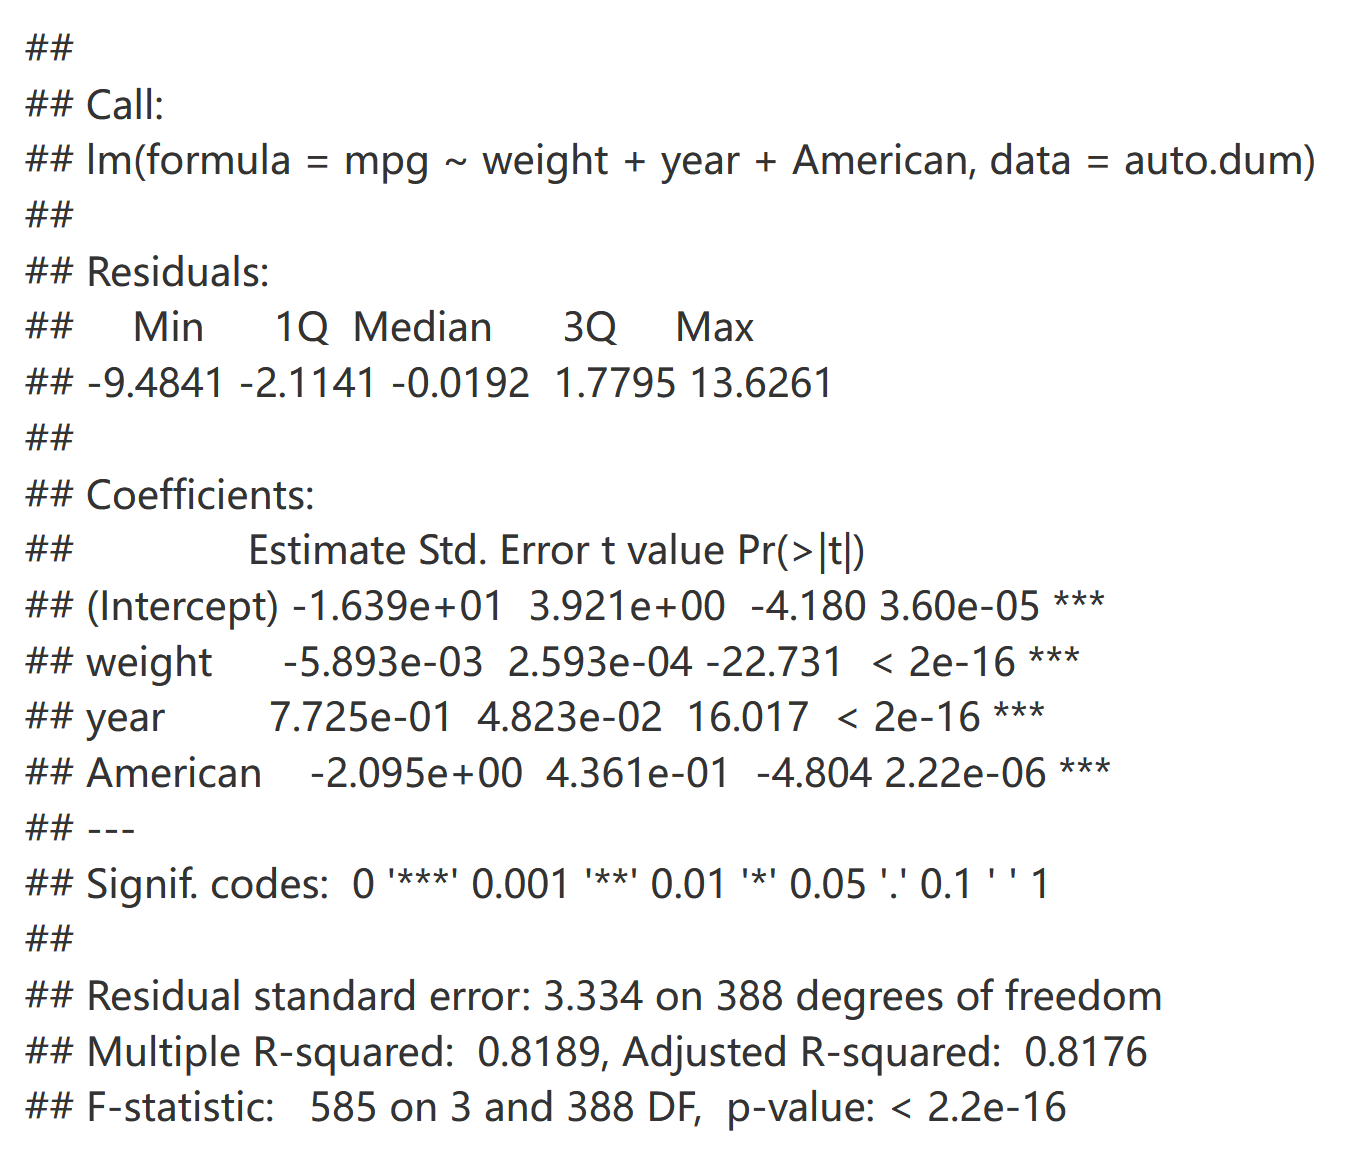 ##
## Call:
## lm(formula = mpg ~ weight + year + American, data = auto.dum)
##
## Residuals:
##     Min      1Q  Median      3Q     Max
## -9.4841 -2.1141 -0.0192  1.7795 13.6261
##
## Coefficients:
##               Estimate Std. Error t value Pr(>|t|)
## (Intercept) -1.639e+01  3.921e+00  -4.180 3.60e-05 ***
## weight      -5.893e-03  2.593e-04 -22.731  < 2e-16 ***
## year         7.725e-01  4.823e-02  16.017  < 2e-16 ***
## American    -2.095e+00  4.361e-01  -4.804 2.22e-06 ***
## ---
## Signif. codes:  0 '***' 0.001 '**' 0.01 '*' 0.05 '.' 0.1 ' ' 1
##
## Residual standard error: 3.334 on 388 degrees of freedom
## Multiple R-squared:  0.8189, Adjusted R-squared:  0.8176
## F-statistic:   585 on 3 and 388 DF,  p-value: < 2.2e-16